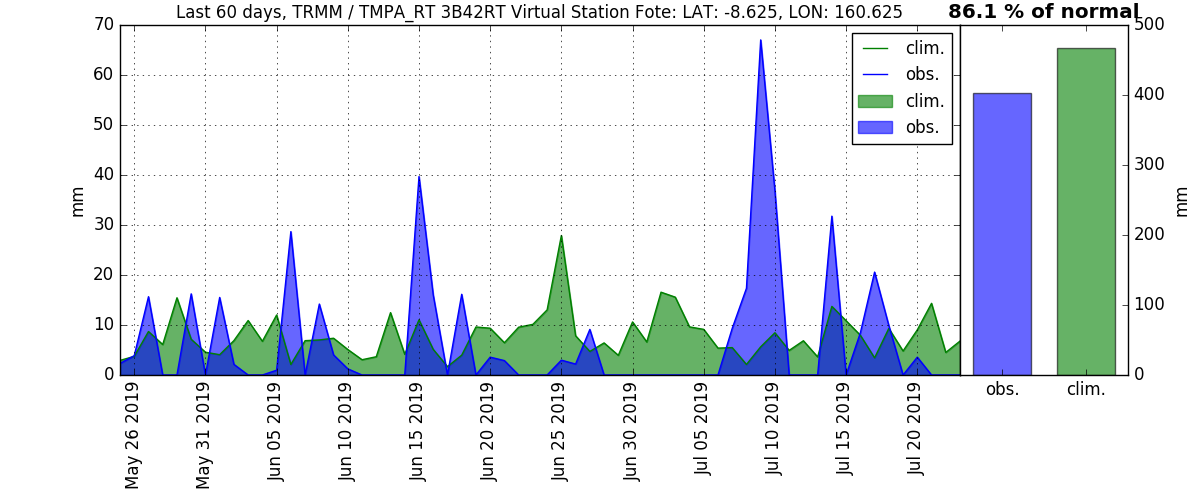 Last 60 days, TRMM / TMPA_RT 3B42RT Virtual Station Fote: LAT: -8.625, LON: 160.625
86.1 % of normal
70
60
50
40
30
20
10
0
mm
clim.
obs.
clim.
obs.
500
400
300
200
100
0
mm
obs.
clim.
May 26 2019
May 31 2019
Jun 05 2019
Jun 10 2019
Jun 15 2019
Jun 20 2019
Jun 25 2019
Jun 30 2019
Jul 05 2019
Jul 10 2019
Jul 15 2019
Jul 20 2019